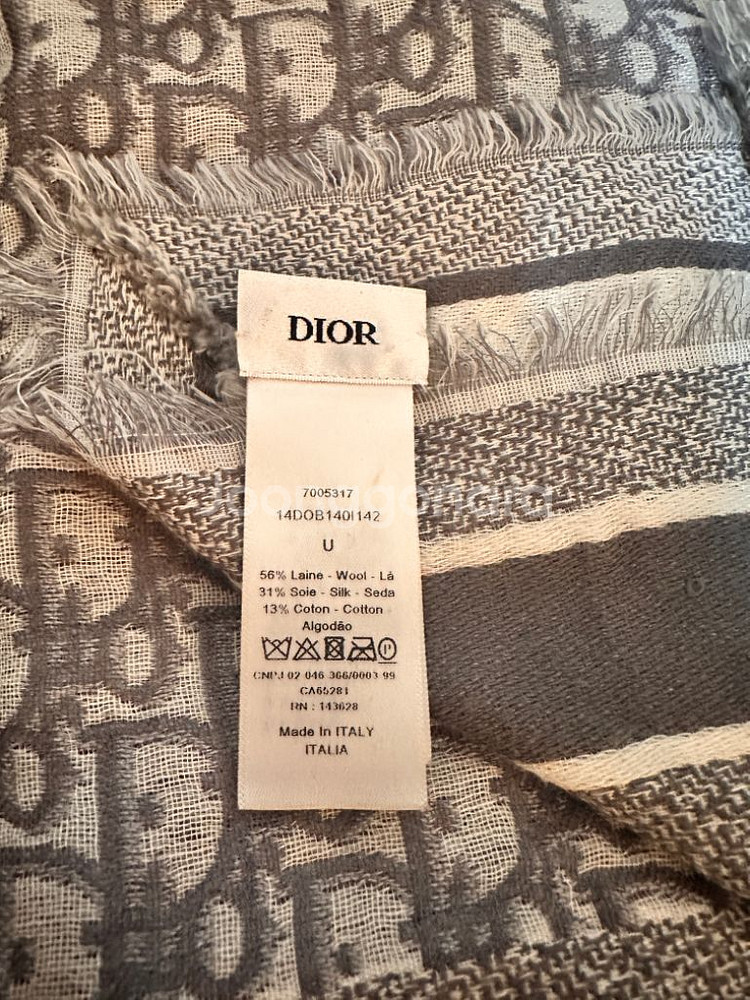 DIOR
7005317
14DOB140I142
U
56% Laine - Wool - Lã
31% Soie - Silk - Seda
13% Coton - Cotton
Algodão
P
CNPJ 02 046 366/0003 99
CA65281
RN : 143628
Made In ITALY
ITALIA